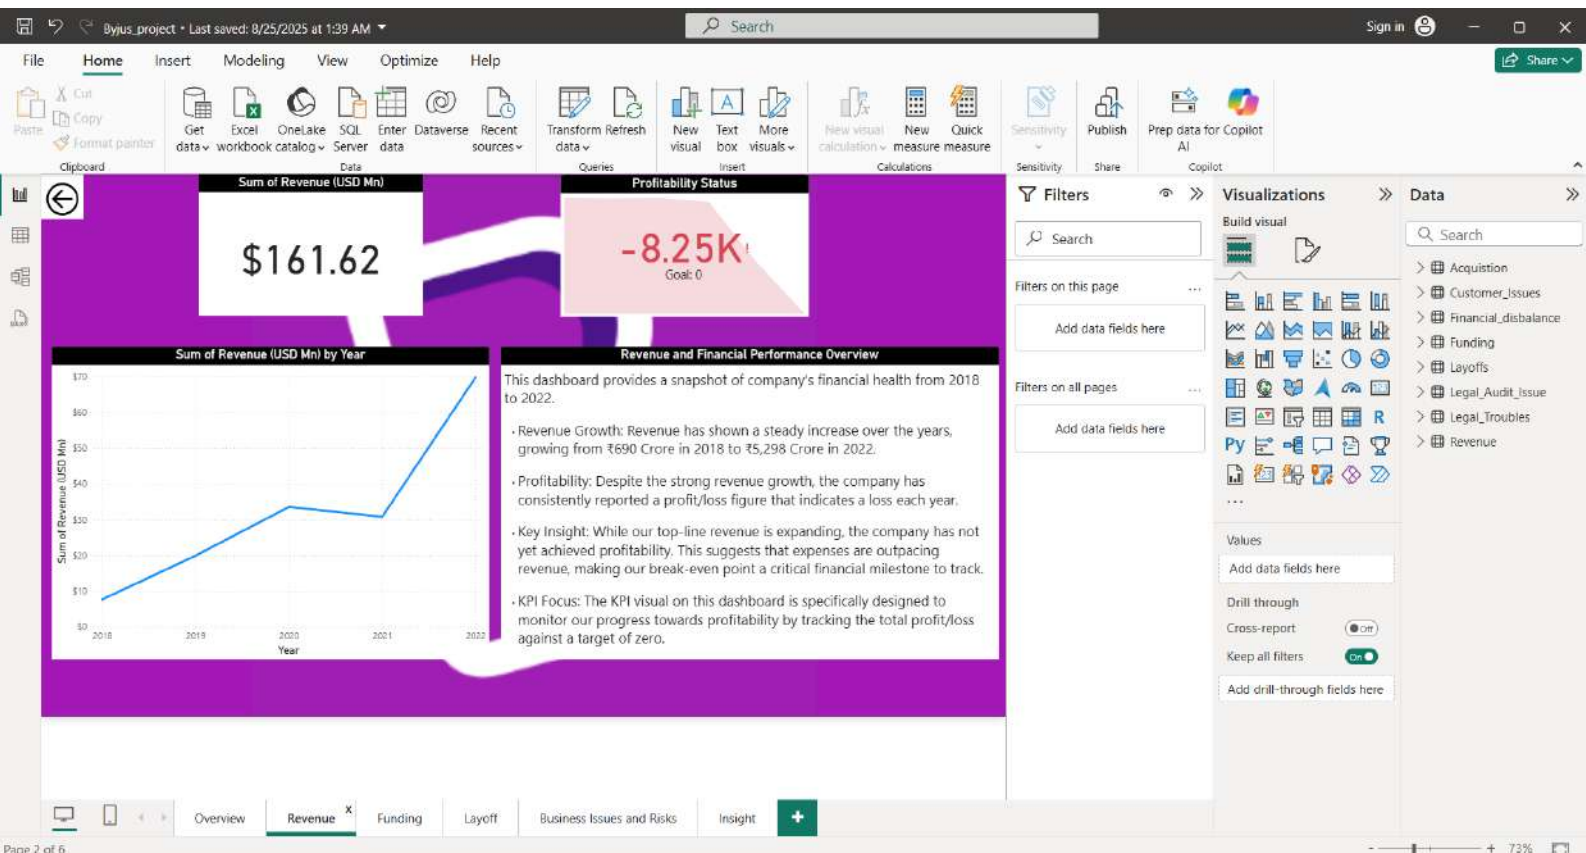 Byjus_project • Last saved: 8/25/2025 at 1:39 AM
Search
Sign in
File Home Insert Modeling View Optimize Help
Share
Paste
Cut
Copy
Format painter
Clipboard
Get data
Excel workbook
OneLake catalog
SQL Server
Enter data
Dataverse
Recent sources
Data
Transform data
Refresh
Queries
New visual
Text box
More visuals
Insert
New visual calculation
New measure
Quick measure
Calculations
Sensitivity
Sensitivity
Publish
Share
Prep data for AI
Copilot
Copilot
Sum of Revenue (USD Mn)
$161.62
Profitability Status
-8.25K!
Goal: 0
Sum of Revenue (USD Mn) by Year
Sum of Revenue (USD Mn)
$70
$60
$50
$40
$30
$20
$10
$0
2018 2019 2020 2021 2022
Year
Revenue and Financial Performance Overview
This dashboard provides a snapshot of company's financial health from 2018
to 2022.
• Revenue Growth: Revenue has shown a steady increase over the years,
growing from ₹690 Crore in 2018 to ₹5,298 Crore in 2022.
• Profitability: Despite the strong revenue growth, the company has
consistently reported a profit/loss figure that indicates a loss each year.
• Key Insight: While our top-line revenue is expanding, the company has not
yet achieved profitability. This suggests that expenses are outpacing
revenue, making our break-even point a critical financial milestone to track.
• KPI Focus: The KPI visual on this dashboard is specifically designed to
monitor our progress towards profitability by tracking the total profit/loss
against a target of zero.
Filters
Search
Filters on this page
...
Add data fields here
Filters on all pages
...
Add data fields here
Visualizations
Build visual
R
Py
...
Values
Add data fields here
Drill through
Cross-report
Off
Keep all filters
On
Add drill-through fields here
Data
Search
Acquistion
Customer_Issues
Financial_disbalance
Funding
Layoffs
Legal_Audit_Issue
Legal_Troubles
Revenue
Overview Revenue X Funding Layoff Business Issues and Risks Insight +
Page 2 of 6
- + 73%